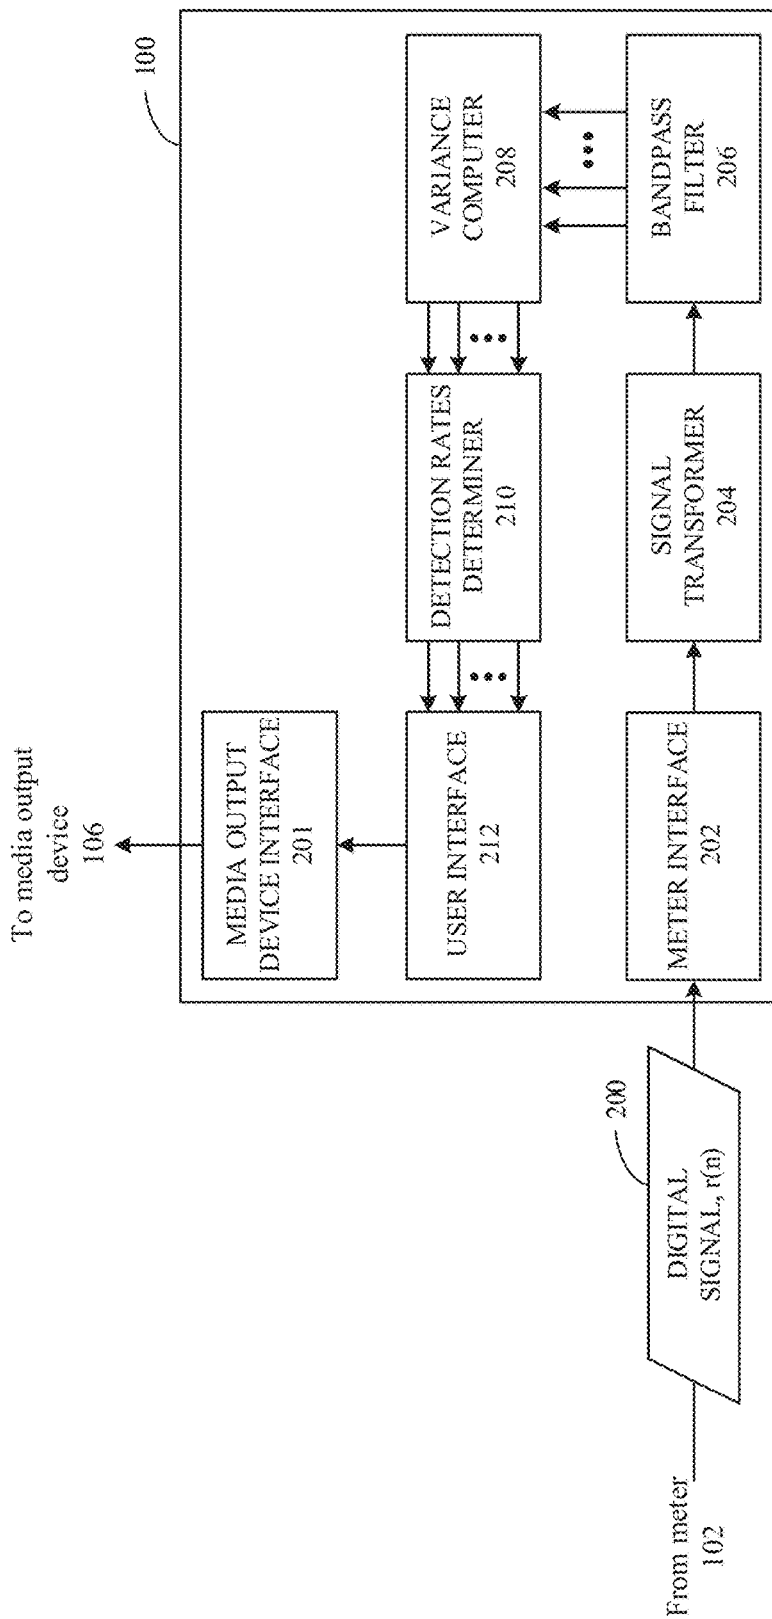 To media output
device
106
100
MEDIA OUTPUT
DEVICE INTERFACE
201
USER INTERFACE
212
DETECTION RATES
DETERMINER
210
VARIANCE
COMPUTER
208
METER INTERFACE
202
SIGNAL
TRANSFORMER
204
BANDPASS
FILTER
206
200
DIGITAL
SIGNAL, r(n)
From meter
102